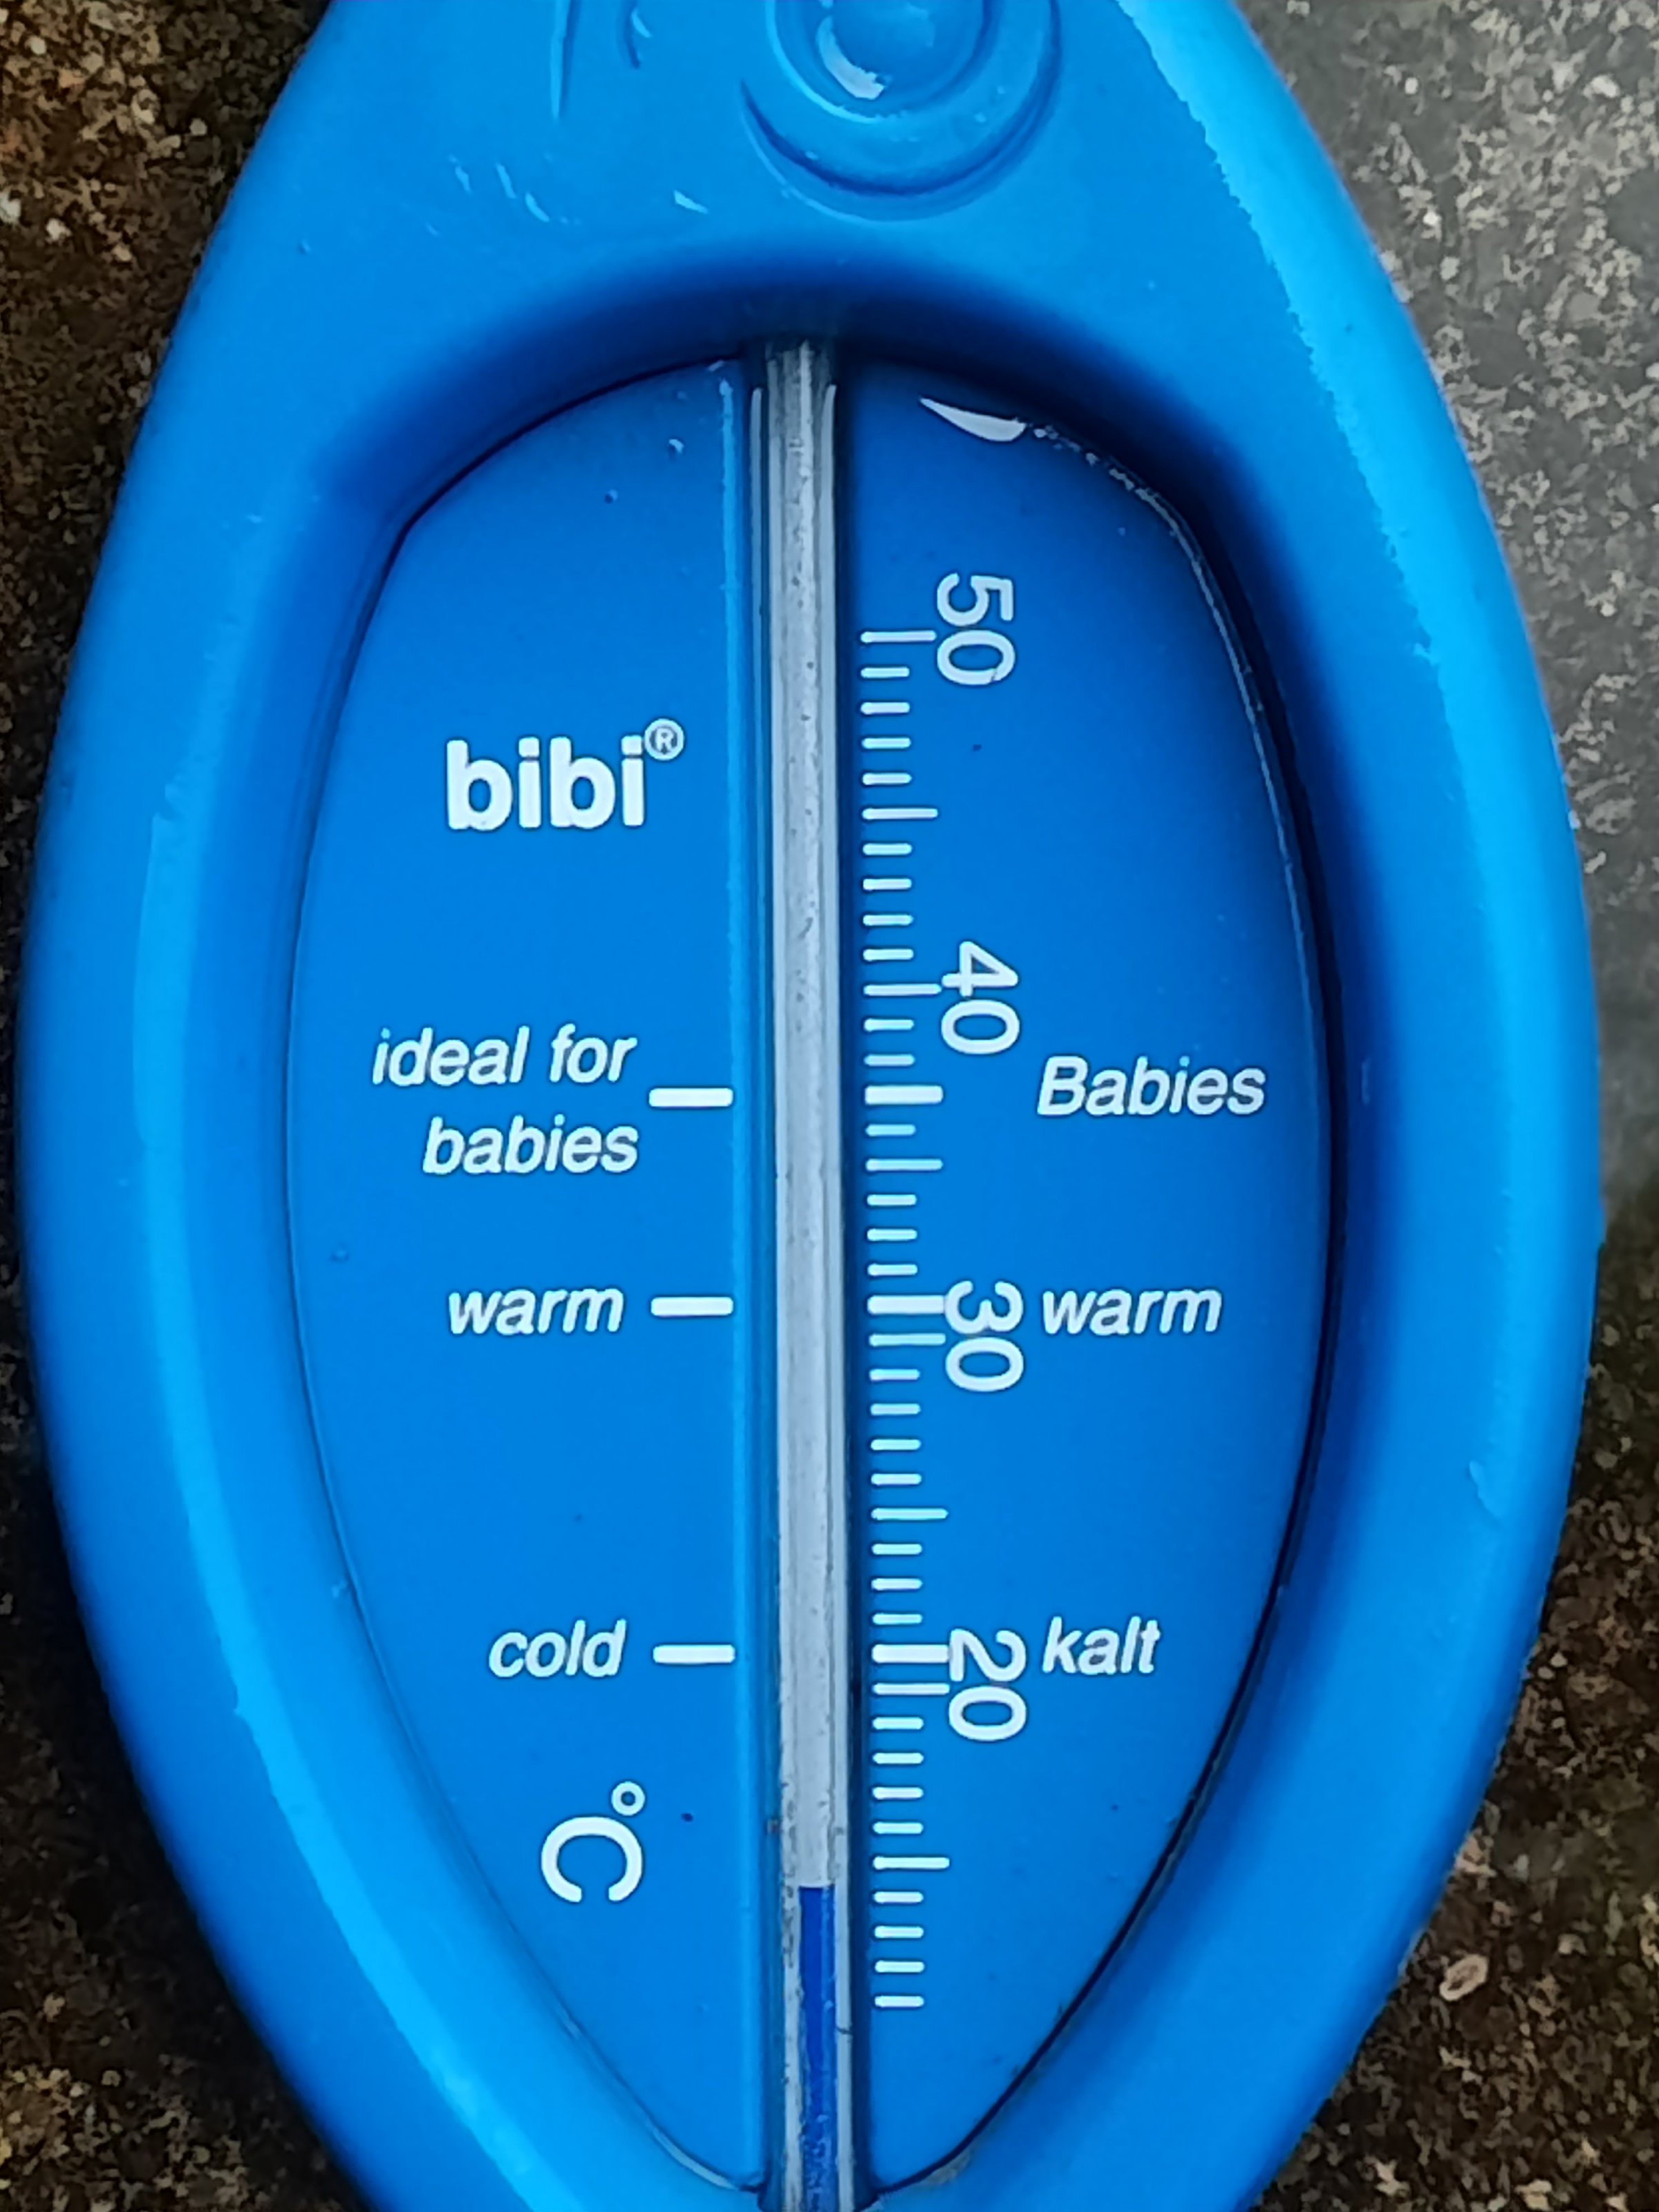 50
bibi®
40
ideal for
babies
Babies
warm
30
warm
cold
20
kalt
°C